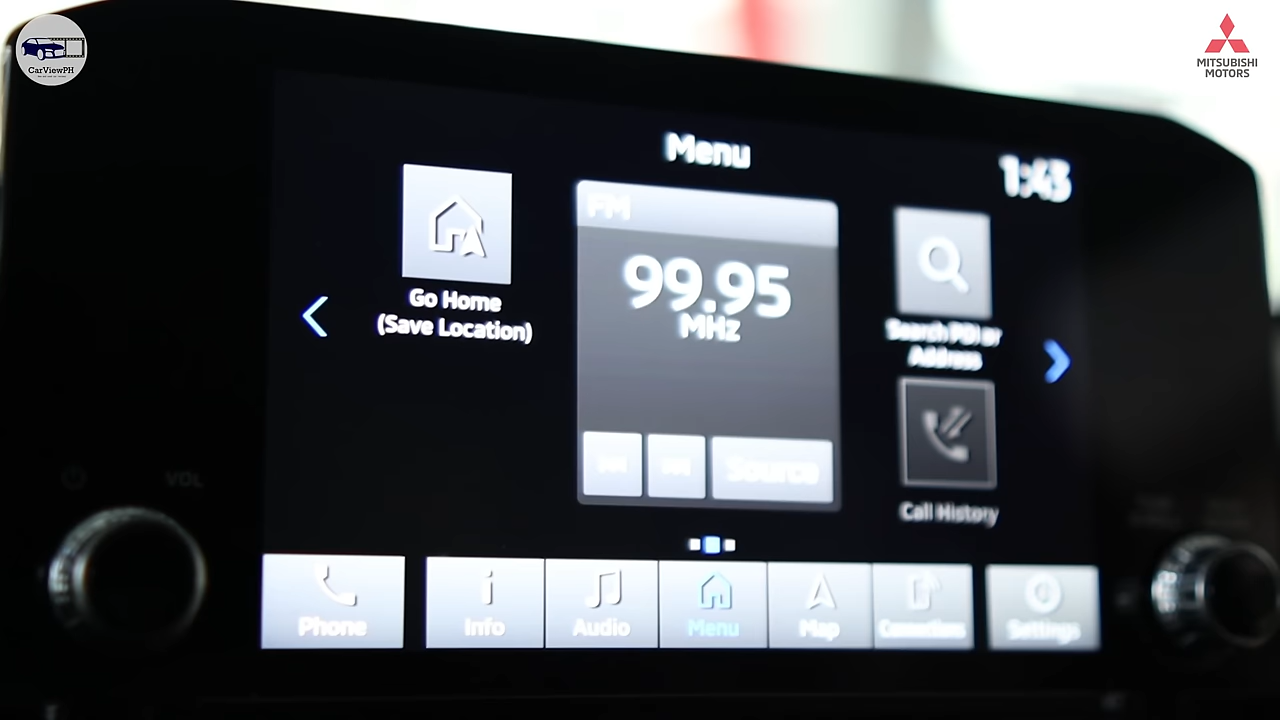 CarViewPH
MITSUBISHI
MOTORS
Menu
1:43
Go Home
(Save Location)
FM
99.95
MHz
Source
Search POI or
Address
Call History
VOL
Phone
Info
Audio
Menu
Map
Connections
Settings